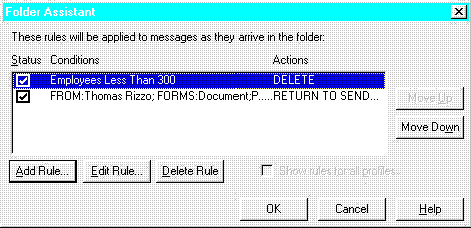 Folder Assistant
These rules will be applied to messages as they arrive in the folder:
Status Conditions Actions
Employees Less Than 300 DELETE
FROM:Thomas Rizzo; FORMS:Document;P.....RETURN TO SEND...
Move Up
Move Down
Add Rule... Edit Rule... Delete Rule Show rules for all profiles..
OK Cancel Help